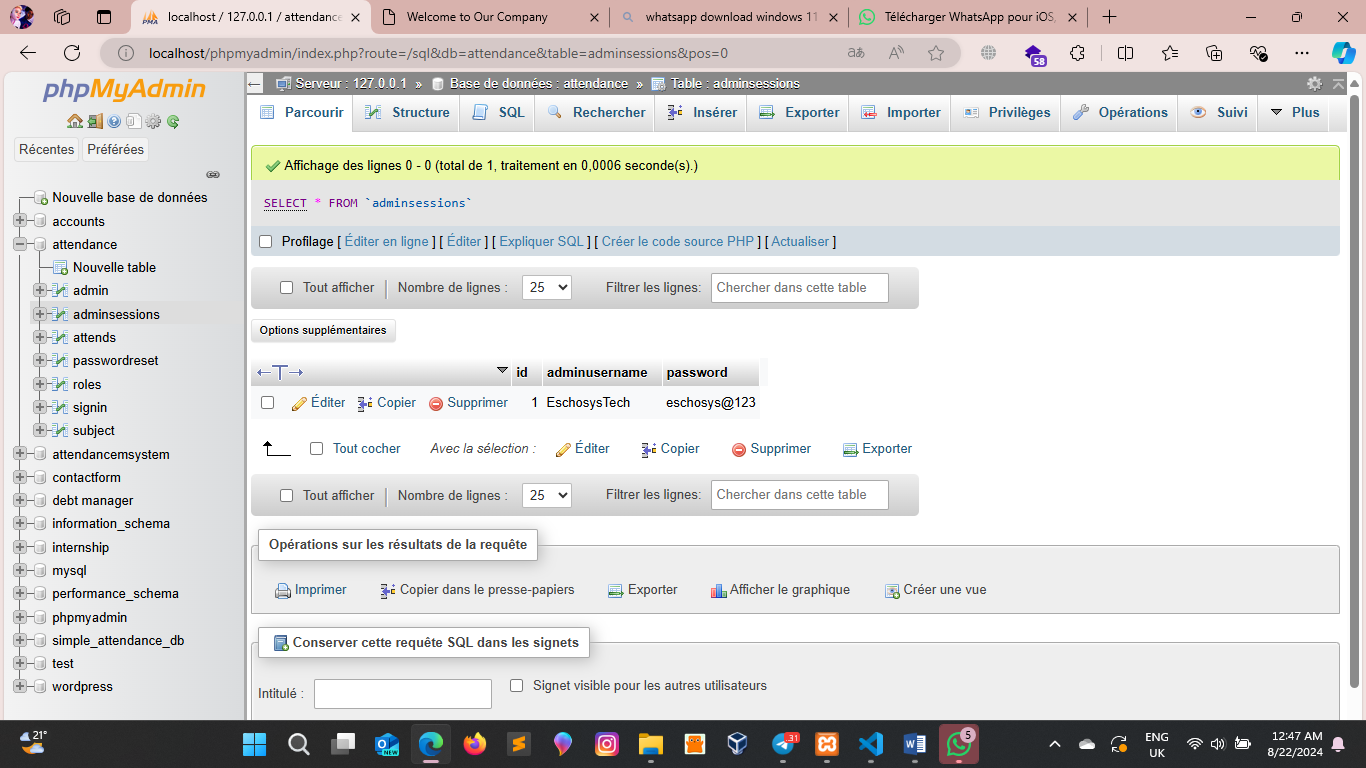 localhost / 127.0.0.1 / attendance
Welcome to Our Company
whatsapp download windows 11
Télécharger WhatsApp pour iOS,
localhost/phpmyadmin/index.php?route=/sql&db=attendance&table=adminsessions&pos=0
58
phpMyAdmin
Récentes
Préférées
Nouvelle base de données
accounts
attendance
Nouvelle table
admin
adminsessions
attends
passwordreset
roles
signin
subject
attendancemsystem
contactform
debt manager
information_schema
internship
mysql
performance_schema
phpmyadmin
simple_attendance_db
test
wordpress
Serveur : 127.0.0.1 » Base de données : attendance » Table : adminsessions
Parcourir Structure SQL Rechercher Insérer Exporter Importer Privilèges Opérations Suivi Plus
Affichage des lignes 0 - 0 (total de 1, traitement en 0,0006 seconde(s).)
SELECT * FROM `adminsessions`
Profilage [ Éditer en ligne ] [ Éditer ] [ Expliquer SQL ] [ Créer le code source PHP ] [ Actualiser ]
Tout afficher Nombre de lignes : 25 Filtrer les lignes: Chercher dans cette table
Options supplémentaires
id adminusername password
Éditer Copier Supprimer 1 EschosysTech eschosys@123
Tout cocher Avec la sélection : Éditer Copier Supprimer Exporter
Tout afficher Nombre de lignes : 25 Filtrer les lignes: Chercher dans cette table
Opérations sur les résultats de la requête
Imprimer Copier dans le presse-papiers Exporter Afficher le graphique Créer une vue
Conserver cette requête SQL dans les signets
Intitulé : Signet visible pour les autres utilisateurs
21°
NEW
31
5
ENG
UK
12:47 AM
8/22/2024